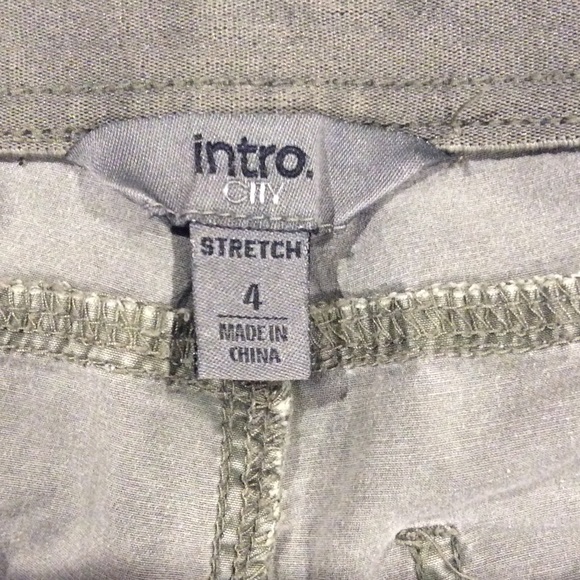 intro.
CITY
STRETCH
4
MADE IN
CHINA